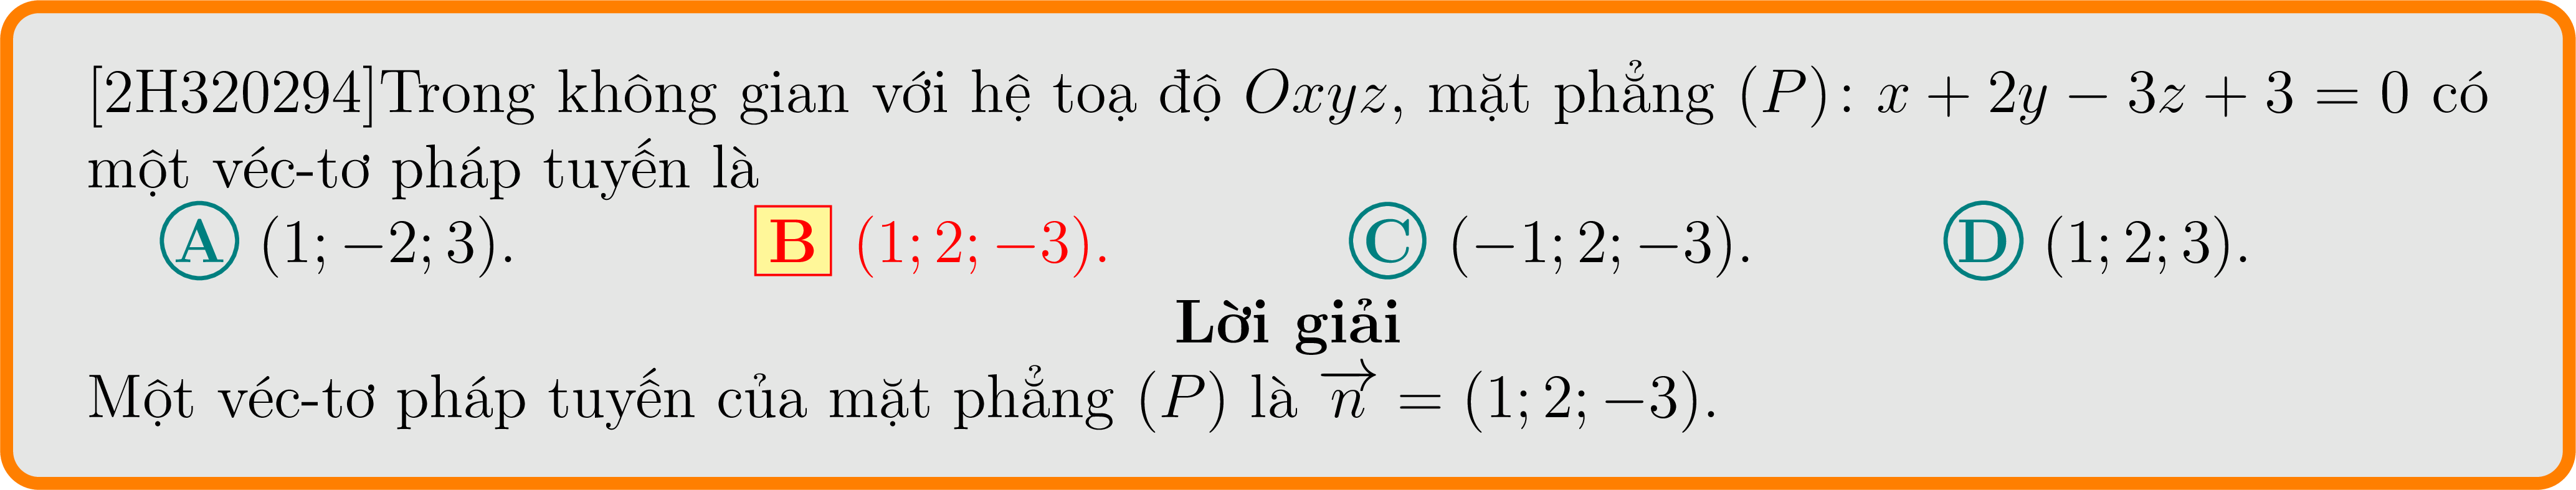 [2H320294]Trong không gian với hệ toạ độ Oxyz, mặt phẳng (P): x + 2y − 3z + 3 = 0 có
một véc-tơ pháp tuyến là
A (1; −2; 3). B (1; 2; −3). C (−1; 2; −3). D (1; 2; 3).
Lời giải
Một véc-tơ pháp tuyến của mặt phẳng (P) là n⃗ = (1; 2; −3).